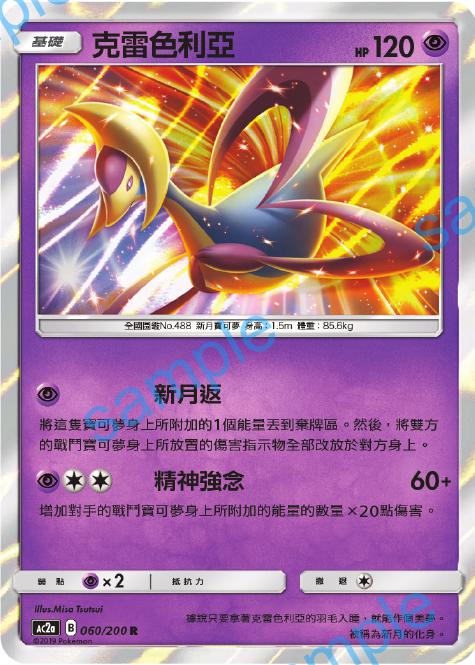 基礎 克雷色利亞 HP 120
全國圖鑑No.488 新月寶可夢 身高：1.5m 體重：85.6kg
新月返
將這隻寶可夢身上所附加的1個能量丟到棄牌區。然後，將雙方
的戰鬥寶可夢身上所放置的傷害指示物全部改放於對方身上。
精神強念 60+
增加對手的戰鬥寶可夢身上所附加的能量的數量×20點傷害。
弱點 ×2 抵抗力 撤退
Illus.Misa Tsutsui
AC2a B 060/200 R
©2019 Pokémon
據說只要拿著克雷色利亞的羽毛入睡，就能作個美夢。
被稱為新月的化身。
sample
sample
sample